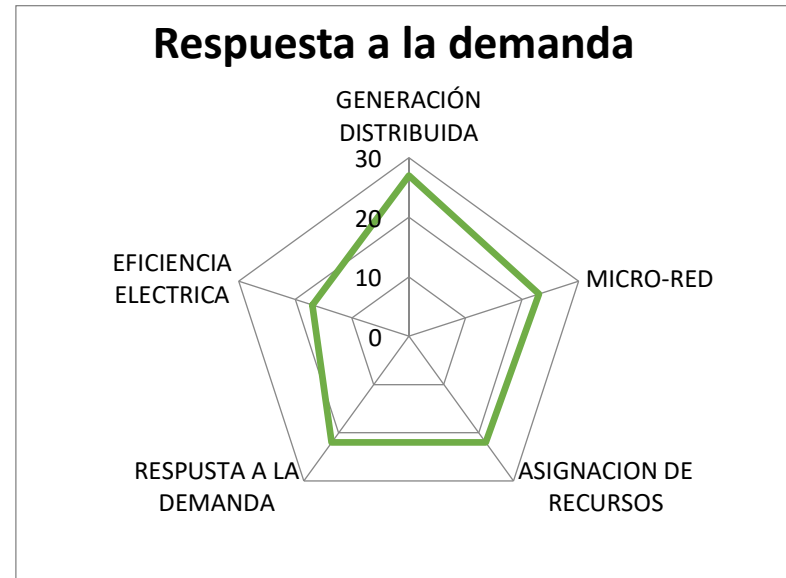 Respuesta a la demanda
GENERACIÓN
DISTRIBUIDA
30
20
10
0
MICRO-RED
ASIGNACION DE
RECURSOS
RESPUSTA A LA
DEMANDA
EFICIENCIA
ELECTRICA